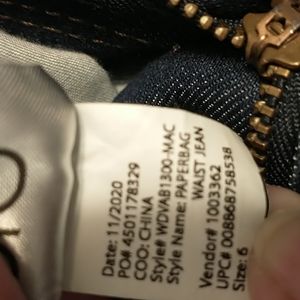 Date: 11/2020
PO# 4501178329
COO: CHINA
Style# WDVAB1300-MAC
Style Name: PAPERBAG
WAIST JEAN
Vendor# 1003362
UPC# 008868758538
Size: 6